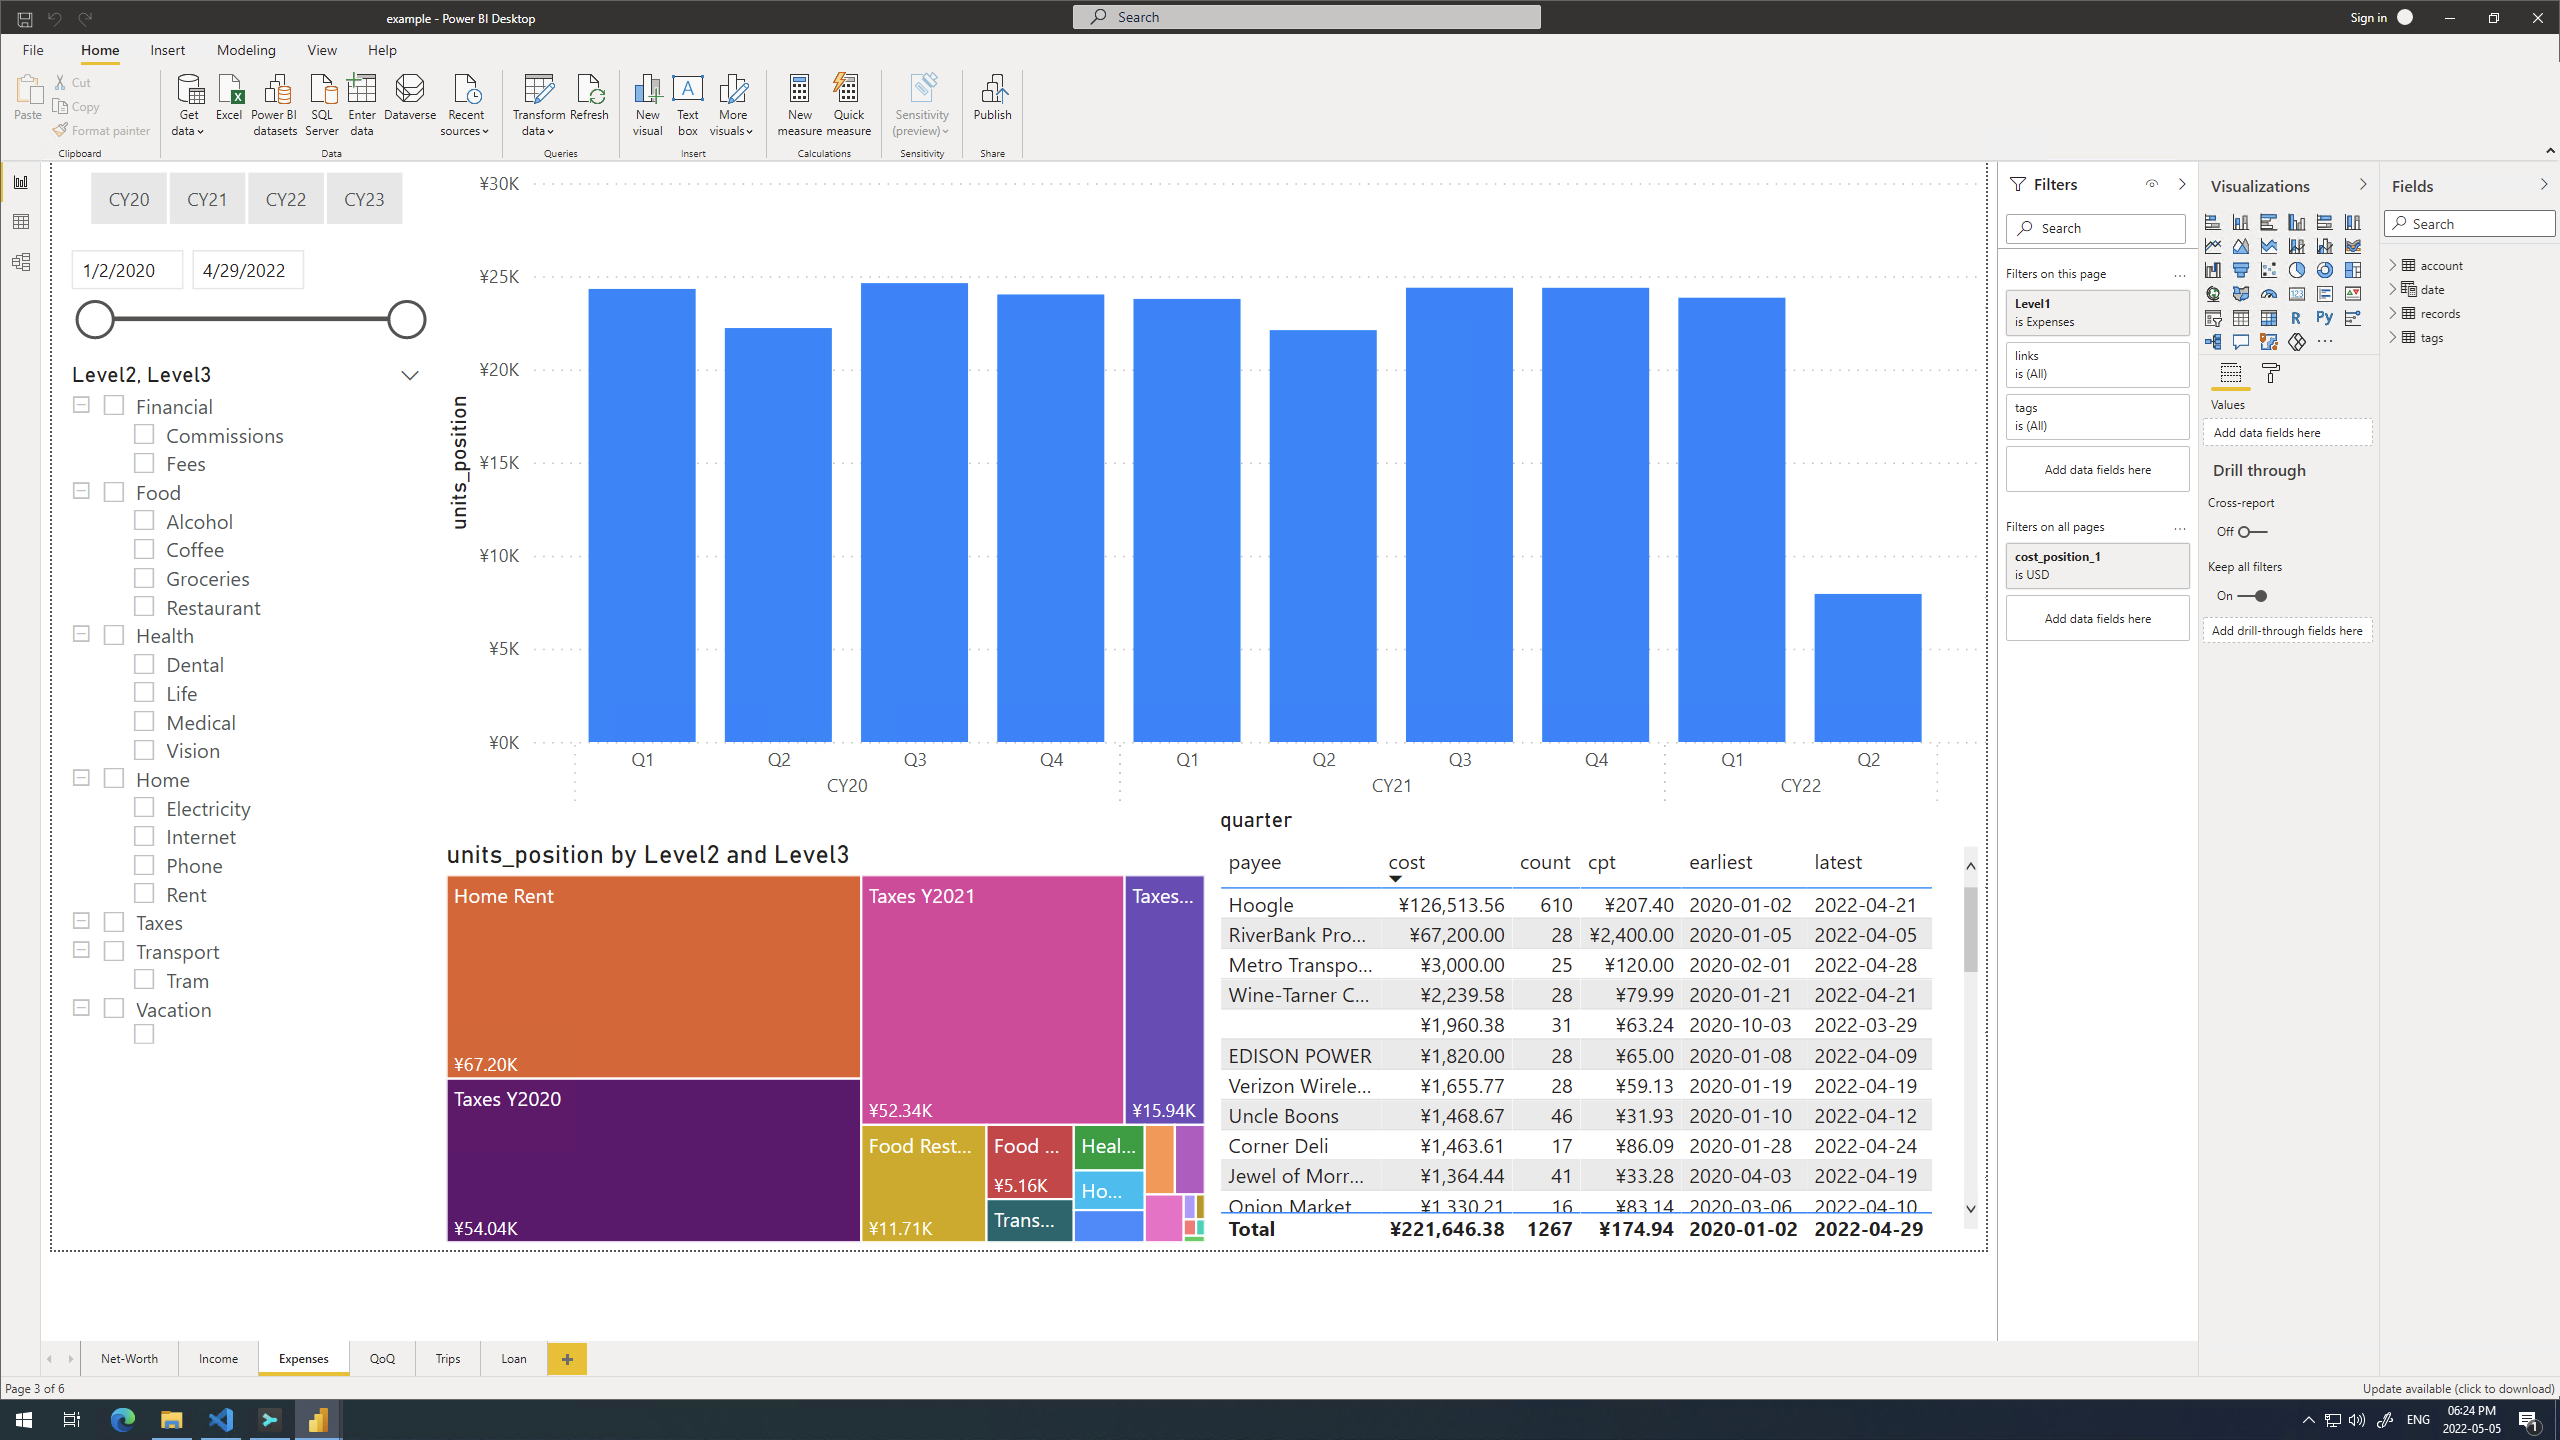 example - Power BI Desktop
Search
Sign in
File Home Insert Modeling View Help
Paste
Cut
Copy
Format painter
Clipboard
Get data
Excel
Power BI datasets
SQL Server
Enter data
Dataverse
Recent sources
Data
Transform data
Refresh
Queries
New visual
Text box
More visuals
Insert
New measure
Quick measure
Calculations
Sensitivity (preview)
Sensitivity
Publish
Share
CY20 CY21 CY22 CY23
1/2/2020 4/29/2022
Level2, Level3
Financial
Commissions
Fees
Food
Alcohol
Coffee
Groceries
Restaurant
Health
Dental
Life
Medical
Vision
Home
Electricity
Internet
Phone
Rent
Taxes
Transport
Tram
Vacation
units_position
¥30K
¥25K
¥20K
¥15K
¥10K
¥5K
¥0K
Q1 Q2 Q3 Q4 Q1 Q2 Q3 Q4 Q1 Q2
CY20 CY21 CY22
quarter
units_position by Level2 and Level3
Home Rent
¥67.20K
Taxes Y2020
¥54.04K
Taxes Y2021
¥52.34K
Taxes...
¥15.94K
Food Rest...
¥11.71K
Food ...
¥5.16K
Trans...
Heal...
Ho...
payee cost count cpt earliest latest
Hoogle ¥126,513.56 610 ¥207.40 2020-01-02 2022-04-21
RiverBank Pro... ¥67,200.00 28 ¥2,400.00 2020-01-05 2022-04-05
Metro Transpo... ¥3,000.00 25 ¥120.00 2020-02-01 2022-04-28
Wine-Tarner C... ¥2,239.58 28 ¥79.99 2020-01-21 2022-04-21
¥1,960.38 31 ¥63.24 2020-10-03 2022-03-29
EDISON POWER ¥1,820.00 28 ¥65.00 2020-01-08 2022-04-09
Verizon Wirele... ¥1,655.77 28 ¥59.13 2020-01-19 2022-04-19
Uncle Boons ¥1,468.67 46 ¥31.93 2020-01-10 2022-04-12
Corner Deli ¥1,463.61 17 ¥86.09 2020-01-28 2022-04-24
Jewel of Morr... ¥1,364.44 41 ¥33.28 2020-04-03 2022-04-19
Onion Market ¥1,330.21 16 ¥83.14 2020-03-06 2022-04-10
Total ¥221,646.38 1267 ¥174.94 2020-01-02 2022-04-29
Filters
Search
Filters on this page
Level1
is Expenses
links
is (All)
tags
is (All)
Add data fields here
Filters on all pages
cost_position_1
is USD
Add data fields here
Visualizations
R Py
Values
Add data fields here
Drill through
Cross-report
Off
Keep all filters
On
Add drill-through fields here
Fields
Search
account
date
records
tags
Net-Worth Income Expenses QoQ Trips Loan
Page 3 of 6
Update available (click to download)
ENG
06:24 PM
2022-05-05
1